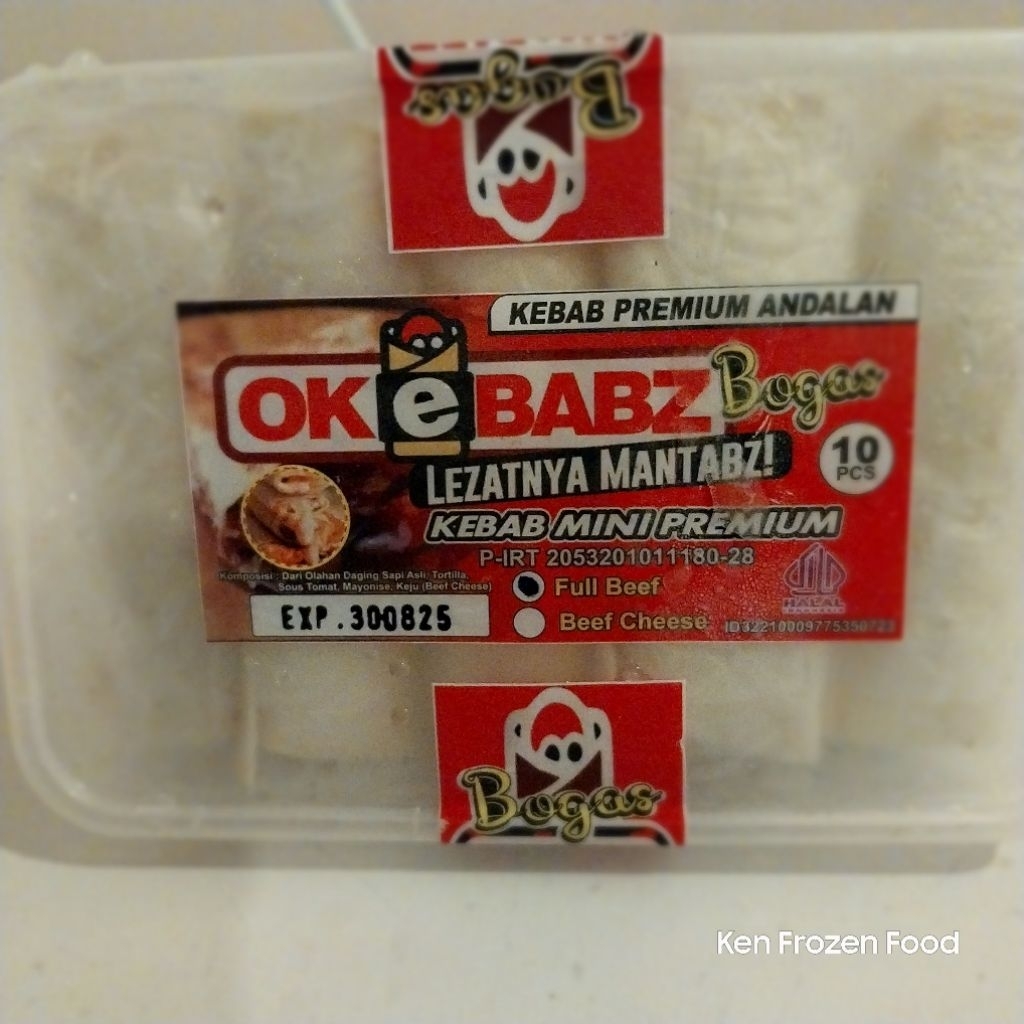 Bogas
KEBAB PREMIUM ANDALAN
OKeBABZ Bogas
LEZATNYA MANTABZ!
10
PCS
KEBAB MINI PREMIUM
P-IRT 2053201011180-28
Komposisi : Dari Olahan Daging Sapi Asli, Tortilla,
Sous Tomat, Mayonise, Keju (Beef Cheese)
Full Beef
HALAL
INDONESIA
EXP . 300825
Beef Cheese
ID32210009775350723
Bogas
Ken Frozen Food